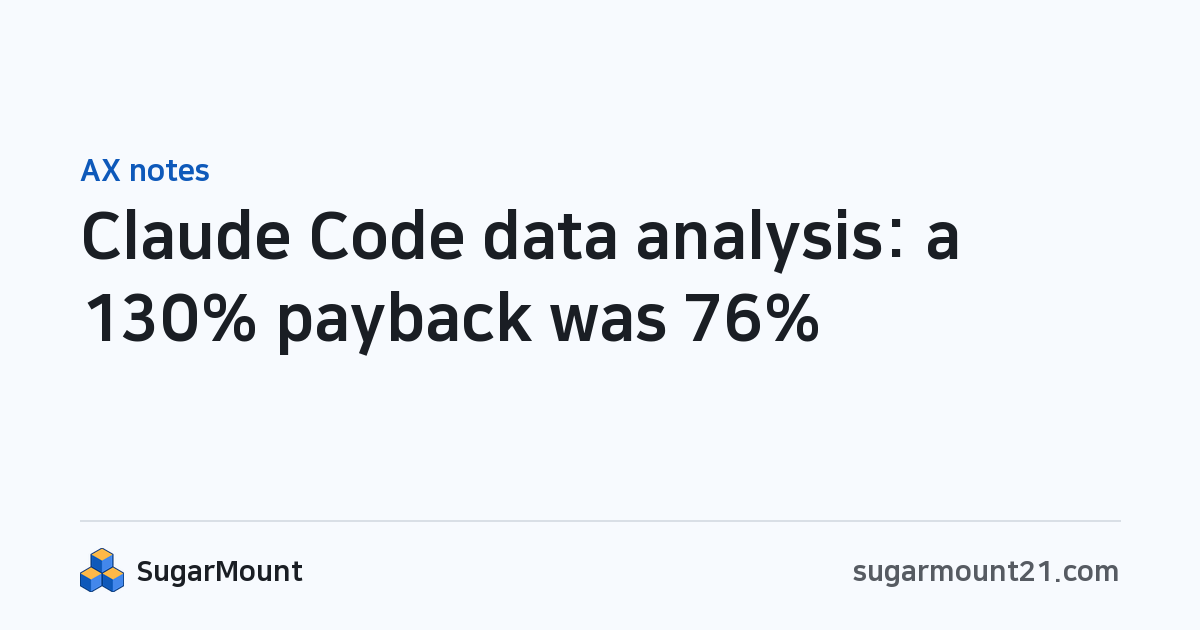 AX notes
Claude Code data analysis: a
130% payback was 76%
SugarMount
sugarmount21.com